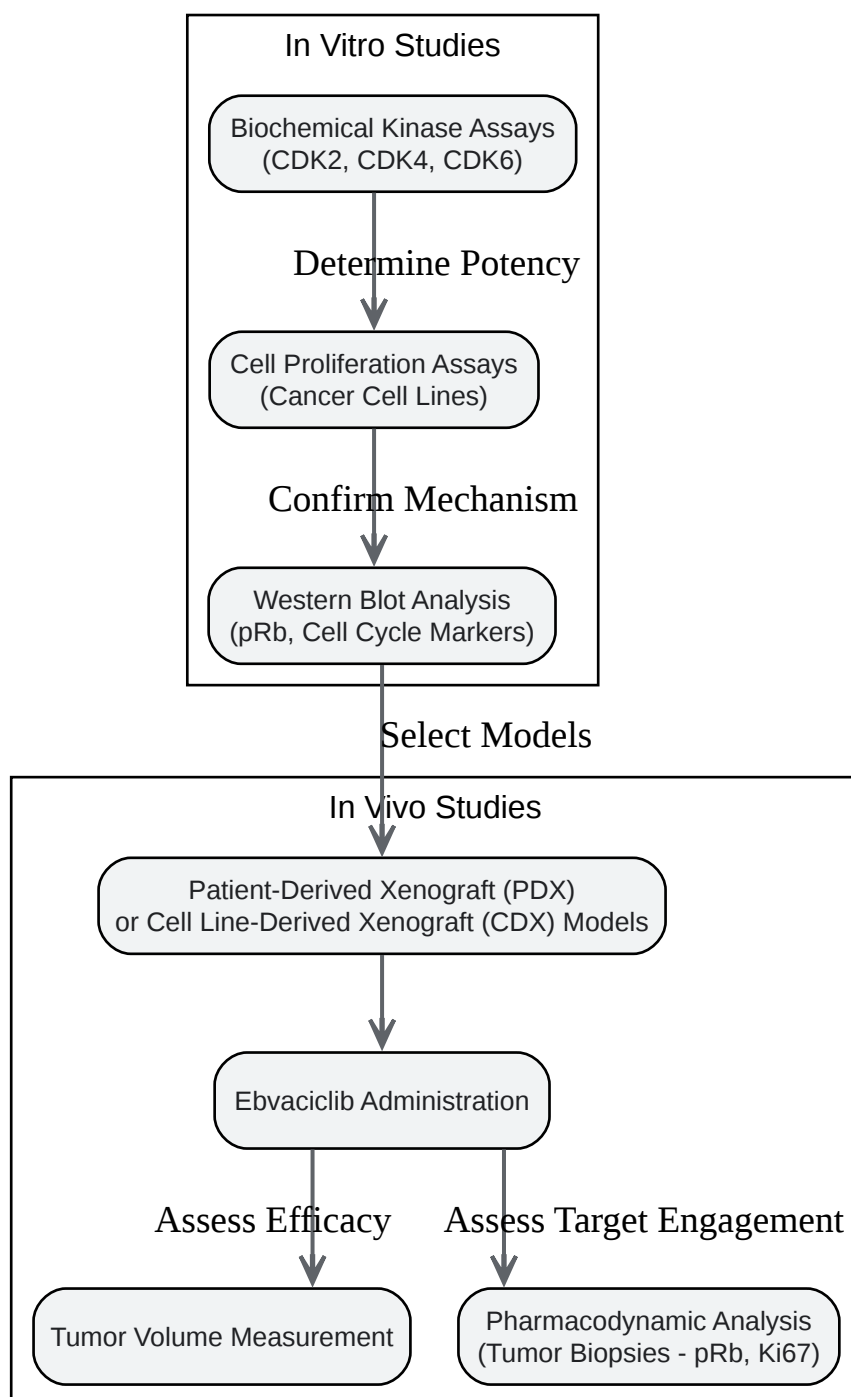 In Vitro Studies
Biochemical Kinase Assays
(CDK2, CDK4, CDK6)
Determine Potency
Cell Proliferation Assays
(Cancer Cell Lines)
Confirm Mechanism
Western Blot Analysis
(pRb, Cell Cycle Markers)
Select Models
In Vivo Studies
Patient-Derived Xenograft (PDX)
or Cell Line-Derived Xenograft (CDX) Models
Ebvaciclib Administration
Assess Efficacy
Assess Target Engagement
Tumor Volume Measurement
Pharmacodynamic Analysis
(Tumor Biopsies - pRb, Ki67)